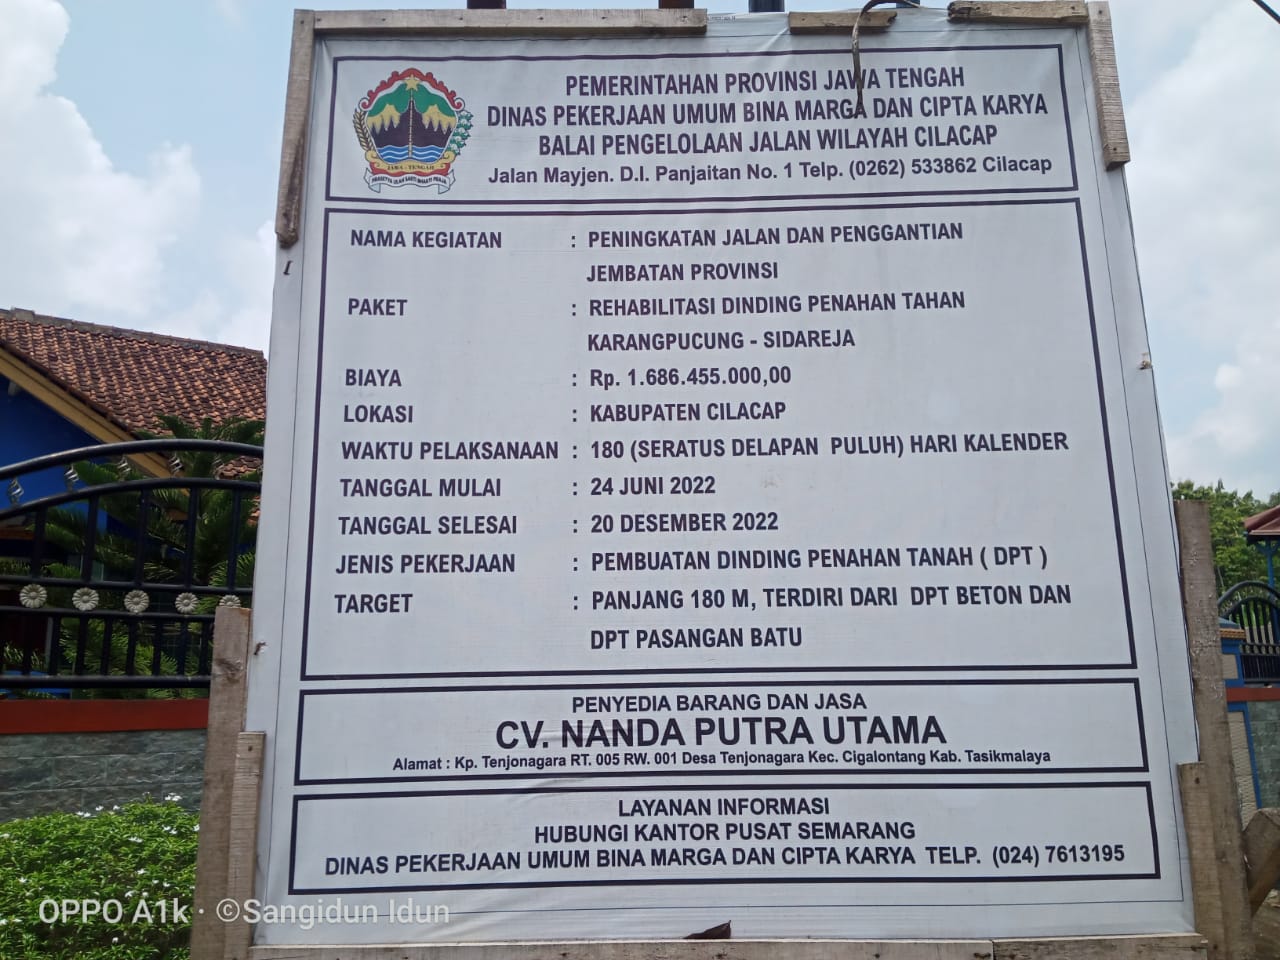 PEMERINTAHAN PROVINSI JAWA TENGAH
DINAS PEKERJAAN UMUM BINA MARGA DAN CIPTA KARYA
BALAI PENGELOLAAN JALAN WILAYAH CILACAP
Jalan Mayjen. D.I. Panjaitan No. 1 Telp. (0262) 533862 Cilacap
JAWA - TENGAH
NAMA KEGIATAN : PENINGKATAN JALAN DAN PENGGANTIAN
JEMBATAN PROVINSI
PAKET : REHABILITASI DINDING PENAHAN TAHAN
KARANGPUCUNG - SIDAREJA
BIAYA : Rp. 1.686.455.000,00
LOKASI : KABUPATEN CILACAP
WAKTU PELAKSANAAN : 180 (SERATUS DELAPAN PULUH) HARI KALENDER
TANGGAL MULAI : 24 JUNI 2022
TANGGAL SELESAI : 20 DESEMBER 2022
JENIS PEKERJAAN : PEMBUATAN DINDING PENAHAN TANAH ( DPT )
TARGET : PANJANG 180 M, TERDIRI DARI DPT BETON DAN
DPT PASANGAN BATU
PENYEDIA BARANG DAN JASA
CV. NANDA PUTRA UTAMA
Alamat : Kp. Tenjonagara RT. 005 RW. 001 Desa Tenjonagara Kec. Cigalontang Kab. Tasikmalaya
LAYANAN INFORMASI
HUBUNGI KANTOR PUSAT SEMARANG
DINAS PEKERJAAN UMUM BINA MARGA DAN CIPTA KARYA TELP. (024) 7613195
OPPO A1k · ©Sangidun Idun